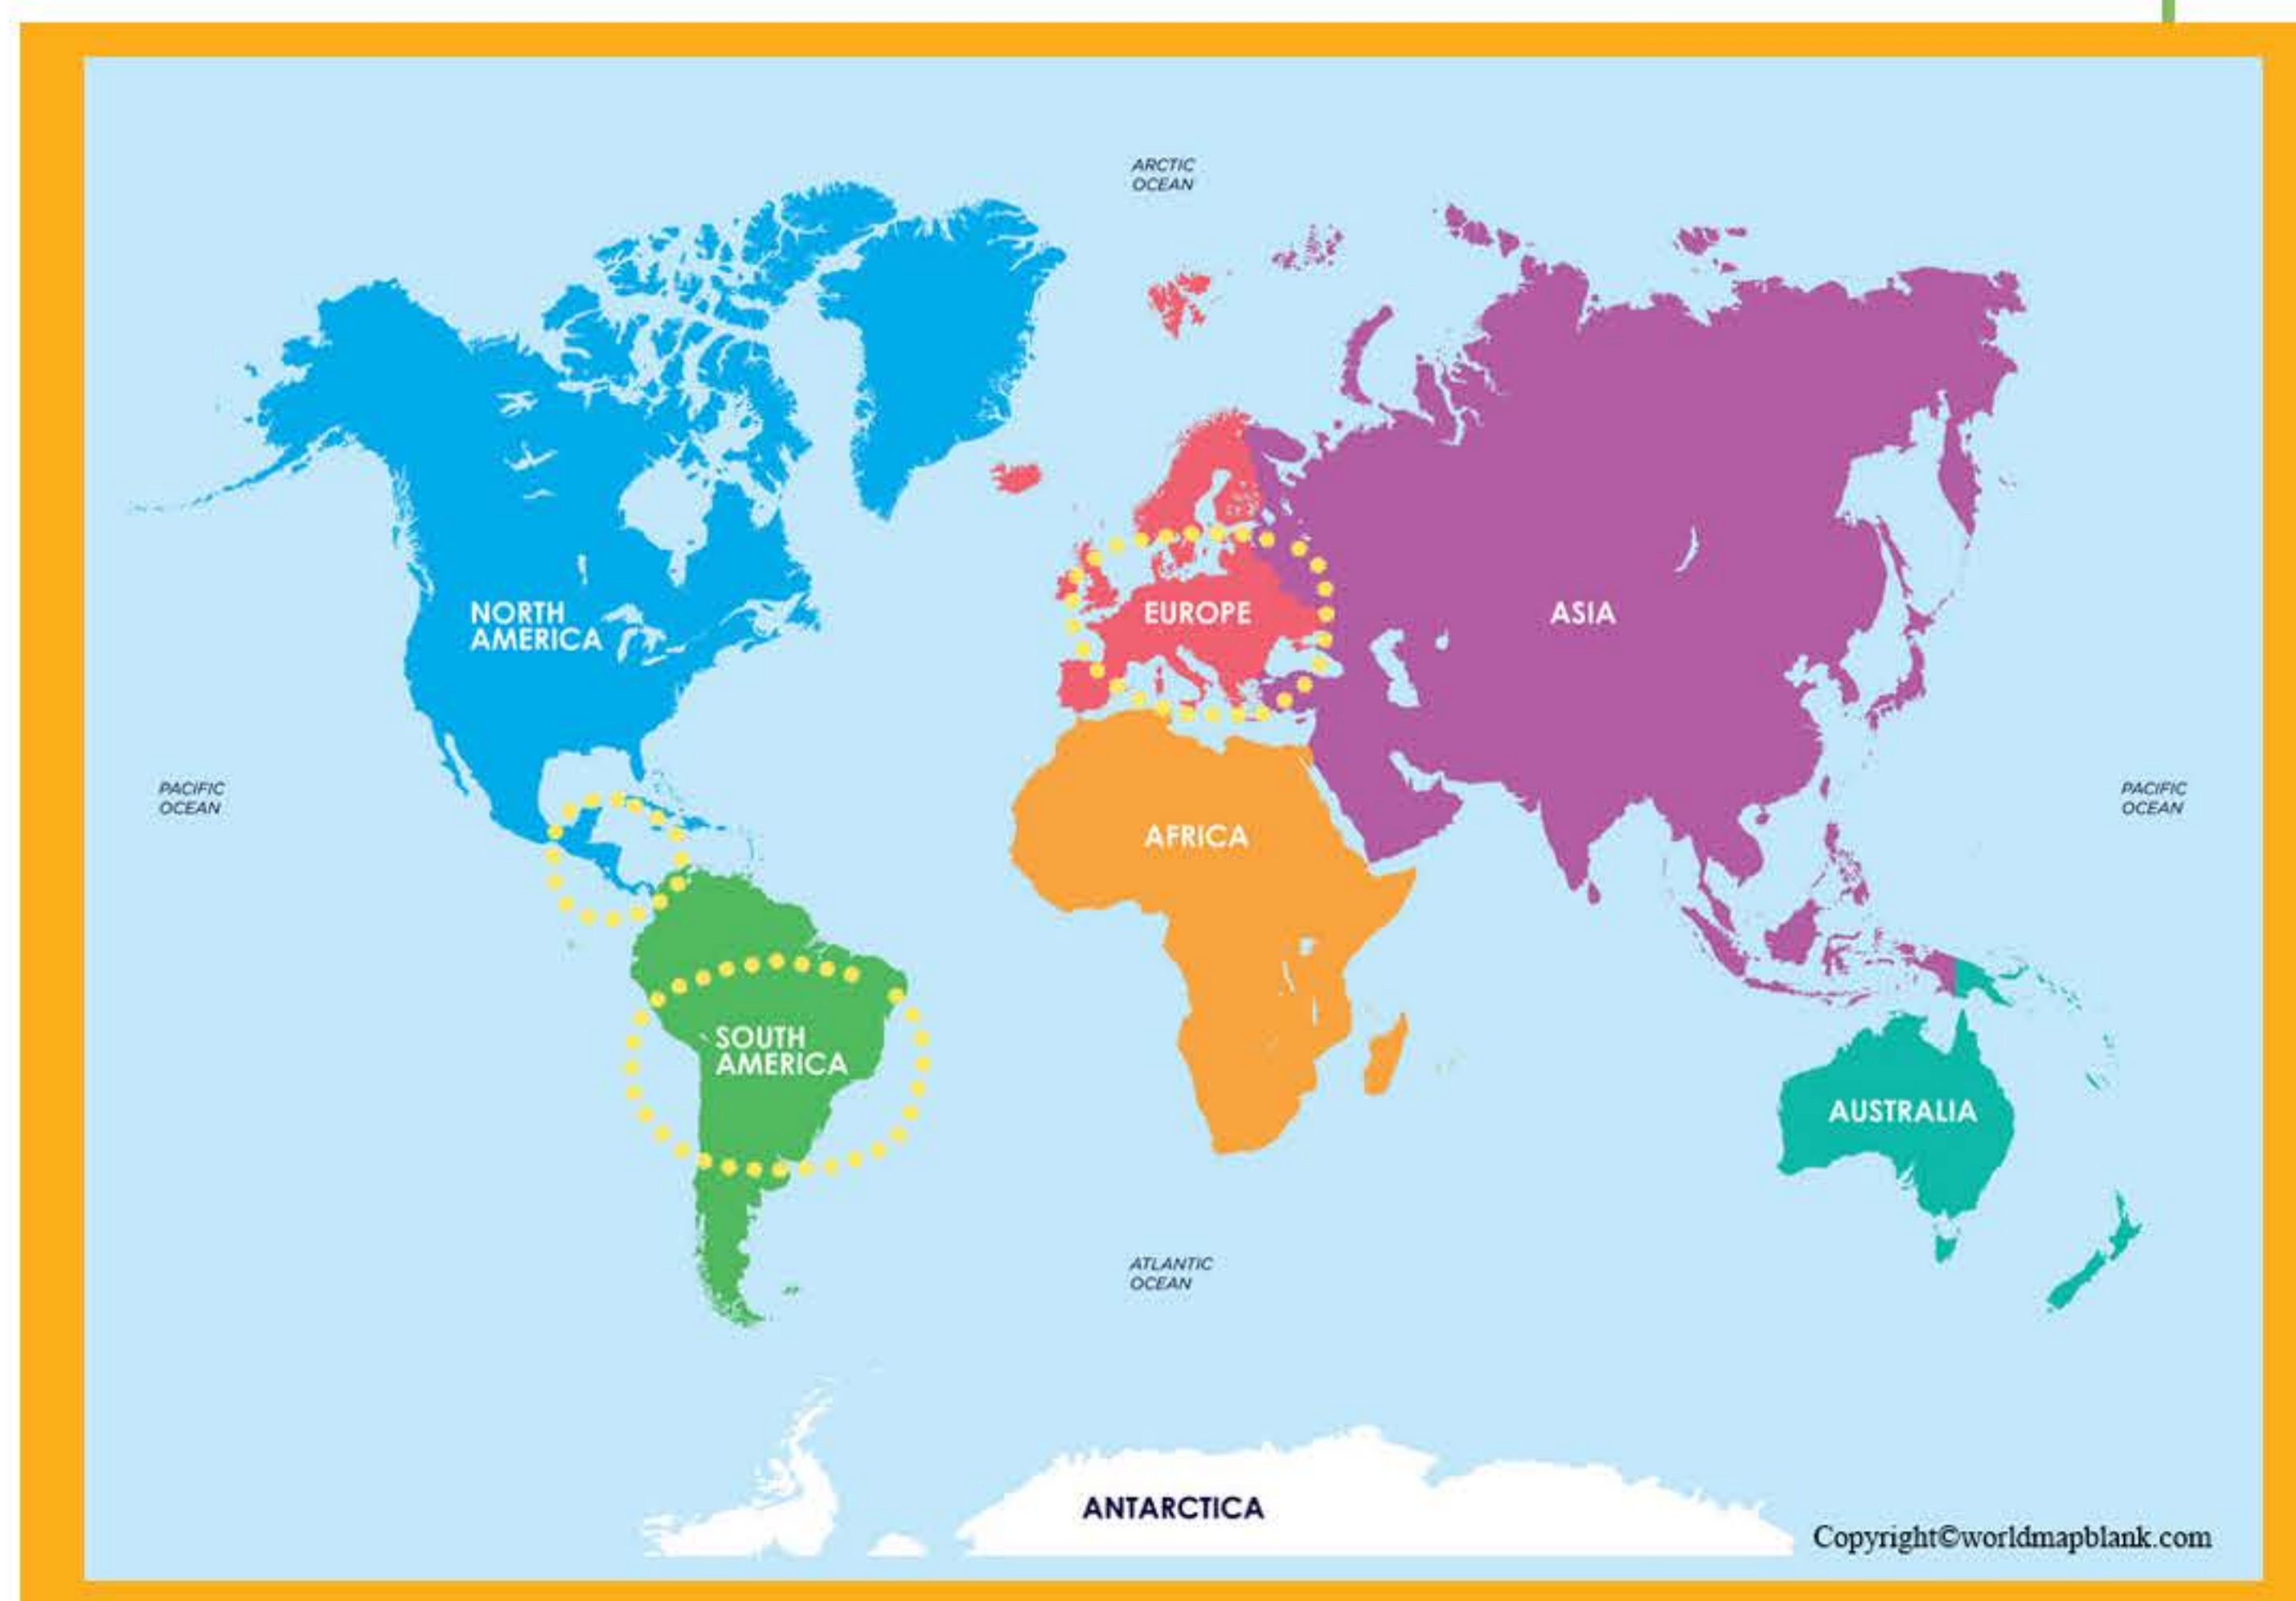 ARCTIC
OCEAN
NORTH
AMERICA
EUROPE
ASIA
PACIFIC
OCEAN
AFRICA
PACIFIC
OCEAN
SOUTH
AMERICA
AUSTRALIA
ATLANTIC
OCEAN
ANTARCTICA
Copyright©worldmapblank.com